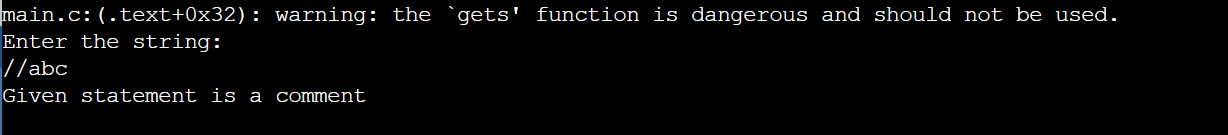 main.c:(.text+0x32): warning: the `gets' function is dangerous and should not be used.
Enter the string:
//abc
Given statement is a comment